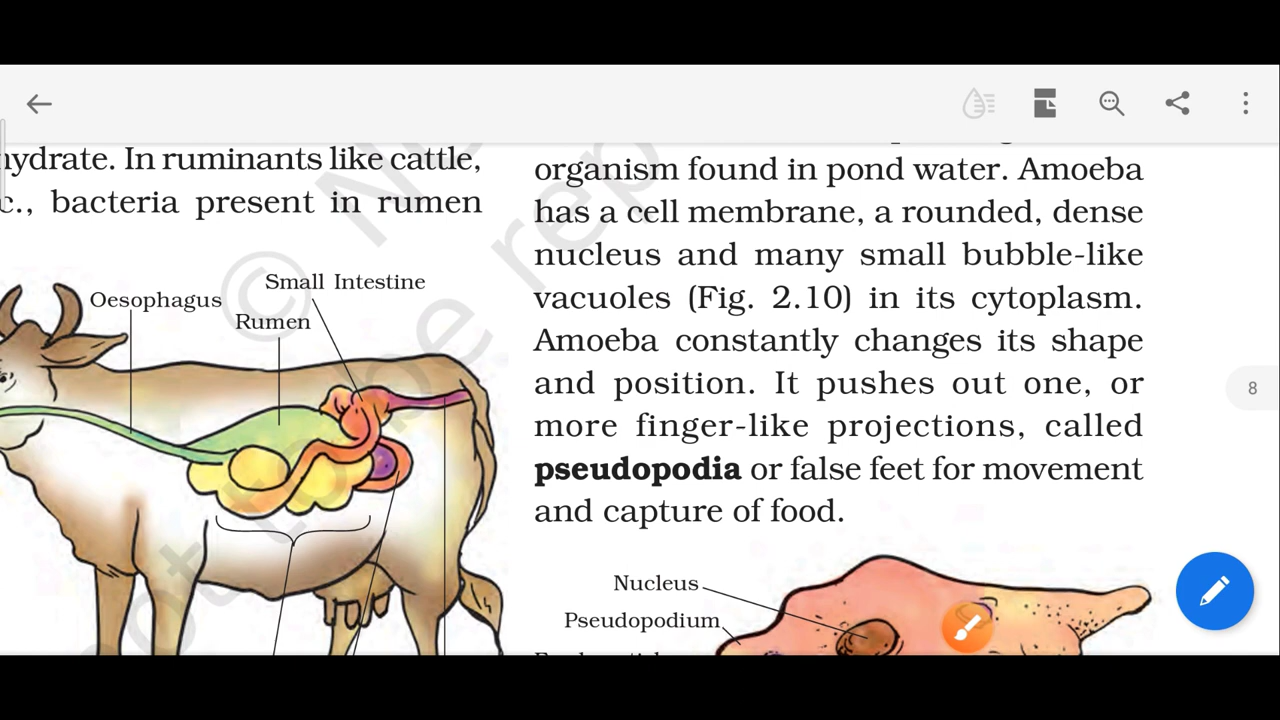 hydrate. In ruminants like cattle,
c., bacteria present in rumen
Oesophagus
Small Intestine
Rumen
organism found in pond water. Amoeba
has a cell membrane, a rounded, dense
nucleus and many small bubble-like
vacuoles (Fig. 2.10) in its cytoplasm.
Amoeba constantly changes its shape
and position. It pushes out one, or
more finger-like projections, called
pseudopodia or false feet for movement
and capture of food.
Nucleus
Pseudopodium
8